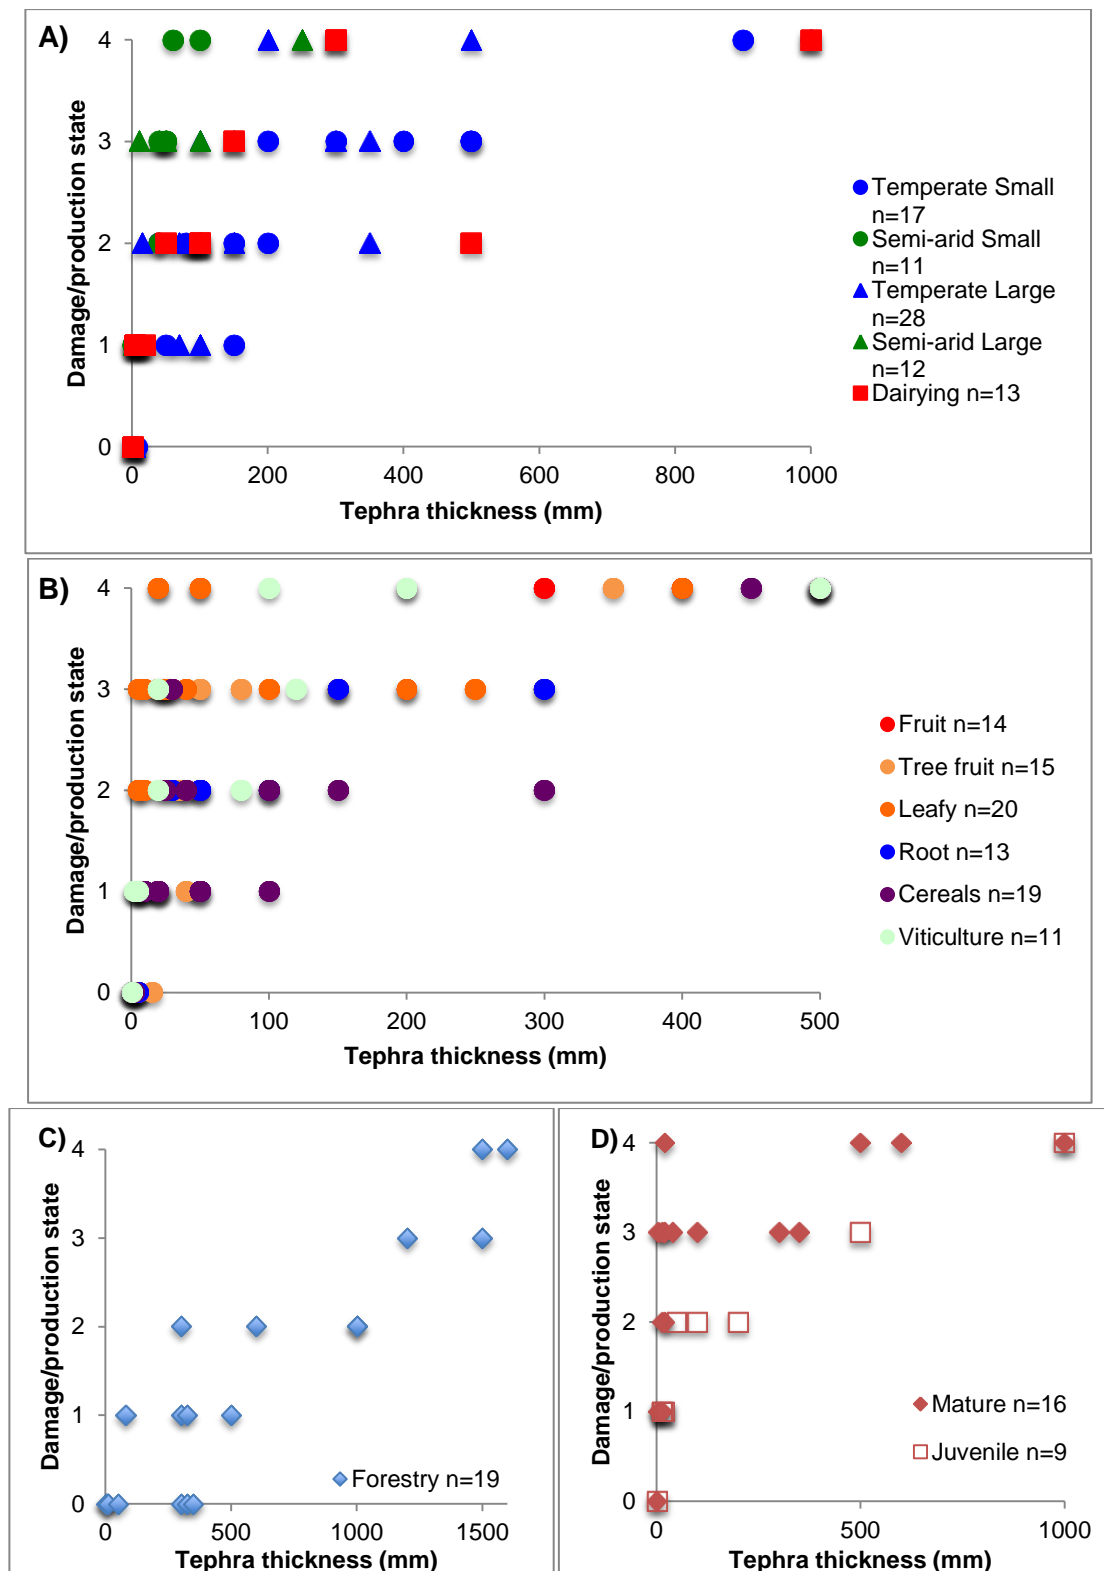 A)
Damage/production state
4
3
2
1
0
0 200 400 600 800 1000
Tephra thickness (mm)
Temperate Small
n=17
Semi-arid Small
n=11
Temperate Large
n=28
Semi-arid Large
n=12
Dairying n=13
B)
Damage/production state
4
3
2
1
0
0 100 200 300 400 500
Tephra thickness (mm)
Fruit n=14
Tree fruit n=15
Leafy n=20
Root n=13
Cereals n=19
Viticulture n=11
C)
Damage/production state
4
3
2
1
0
0 500 1000 1500
Tephra thickness (mm)
Forestry n=19
D)
Damage/production state
4
3
2
1
0
0 500 1000
Tephra thickness (mm)
Mature n=16
Juvenile n=9